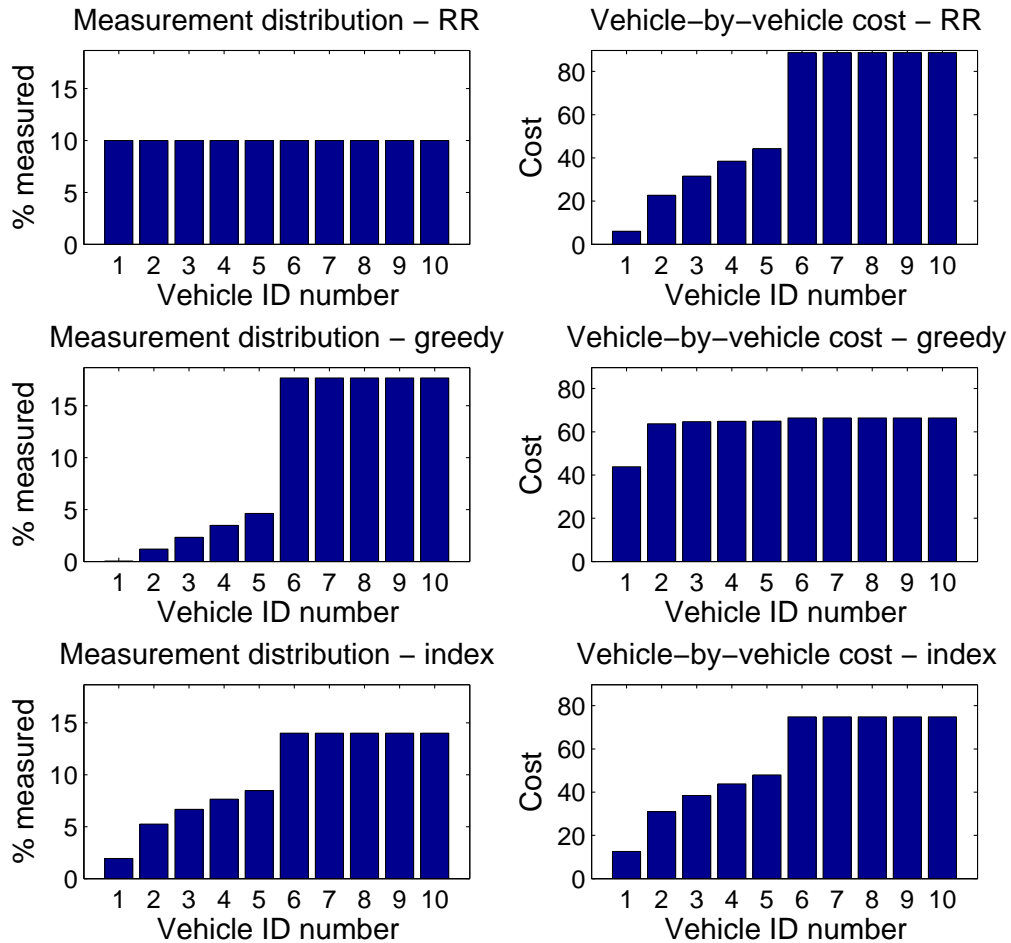 Measurement distribution − RR
% measured
15
10
5
0
1 2 3 4 5 6 7 8 9 10
Vehicle ID number
Vehicle−by−vehicle cost − RR
Cost
80
60
40
20
0
1 2 3 4 5 6 7 8 9 10
Vehicle ID number
Measurement distribution − greedy
% measured
15
10
5
0
1 2 3 4 5 6 7 8 9 10
Vehicle ID number
Vehicle−by−vehicle cost − greedy
Cost
80
60
40
20
0
1 2 3 4 5 6 7 8 9 10
Vehicle ID number
Measurement distribution − index
% measured
15
10
5
0
1 2 3 4 5 6 7 8 9 10
Vehicle ID number
Vehicle−by−vehicle cost − index
Cost
80
60
40
20
0
1 2 3 4 5 6 7 8 9 10
Vehicle ID number